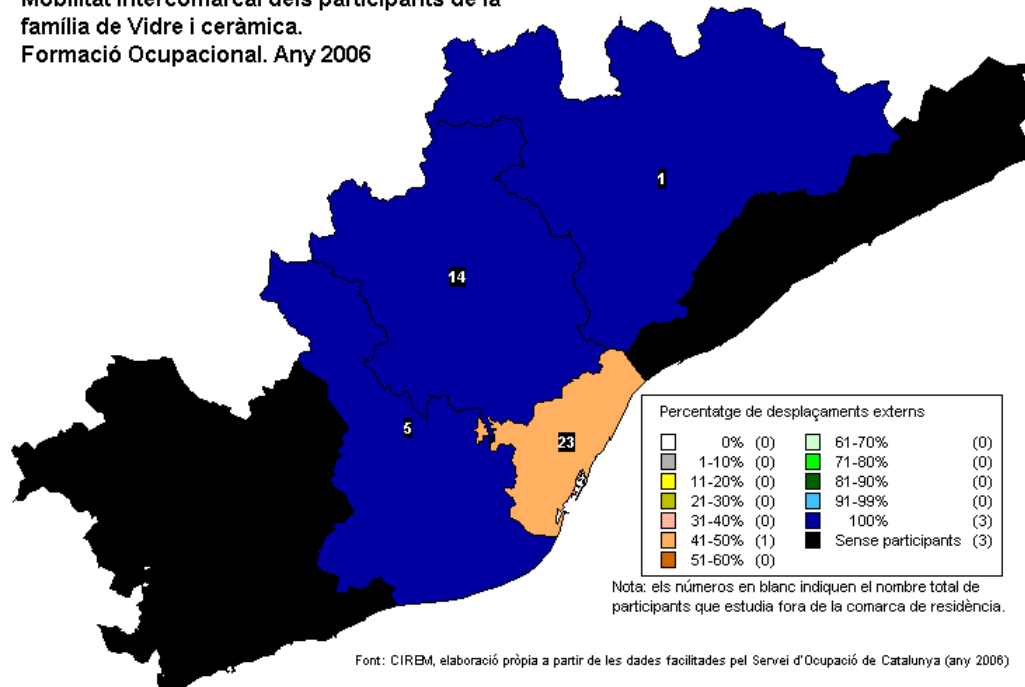 Mobilitat intercomarcal dels participants de la
família de Vidre i ceràmica.
Formació Ocupacional. Any 2006
1
14
5
23
Percentatge de desplaçaments externs
0% (0)
1-10% (0)
11-20% (0)
21-30% (0)
31-40% (0)
41-50% (1)
51-60% (0)
61-70% (0)
71-80% (0)
81-90% (0)
91-99% (0)
100% (3)
Sense participants (3)
Nota: els números en blanc indiquen el nombre total de
participants que estudia fora de la comarca de residència.
Font: CIREM, elaboració pròpia a partir de les dades facilitades pel Servei d'Ocupació de Catalunya (any 2006)